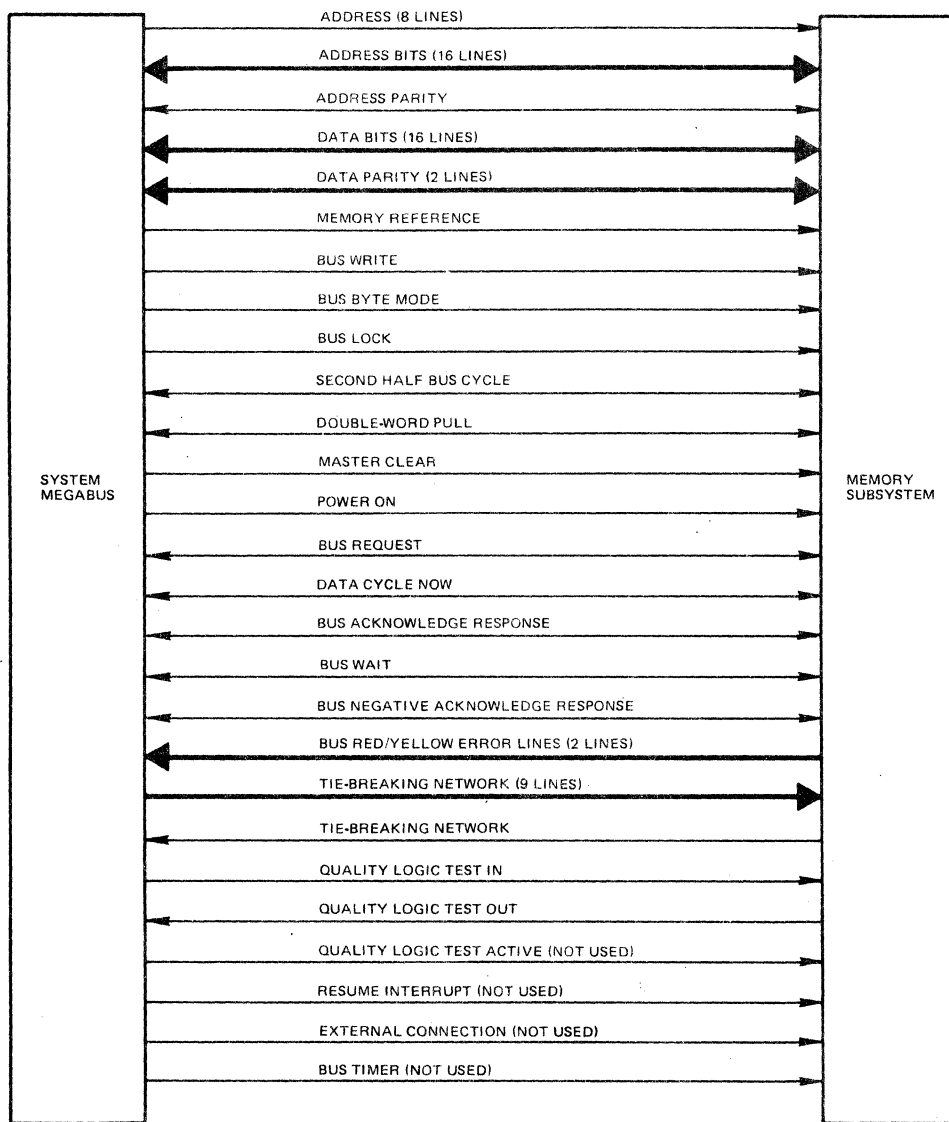 ADDRESS (8 LINES)
ADDRESS BITS (16 LINES)
ADDRESS PARITY
DATA BITS (16 LINES)
DATA PARITY (2 LINES)
MEMORY REFERENCE
BUS WRITE
BUS BYTE MODE
BUS LOCK
SECOND HALF BUS CYCLE
DOUBLE-WORD PULL
MASTER CLEAR
SYSTEM
MEGABUS
MEMORY
SUBSYSTEM
POWER ON
BUS REQUEST
DATA CYCLE NOW
BUS ACKNOWLEDGE RESPONSE
BUS WAIT
BUS NEGATIVE ACKNOWLEDGE RESPONSE
BUS RED/YELLOW ERROR LINES (2 LINES)
TIE-BREAKING NETWORK (9 LINES)
TIE-BREAKING NETWORK
QUALITY LOGIC TEST IN
QUALITY LOGIC TEST OUT
QUALITY LOGIC TEST ACTIVE (NOT USED)
RESUME INTERRUPT (NOT USED)
EXTERNAL CONNECTION (NOT USED)
BUS TIMER (NOT USED)